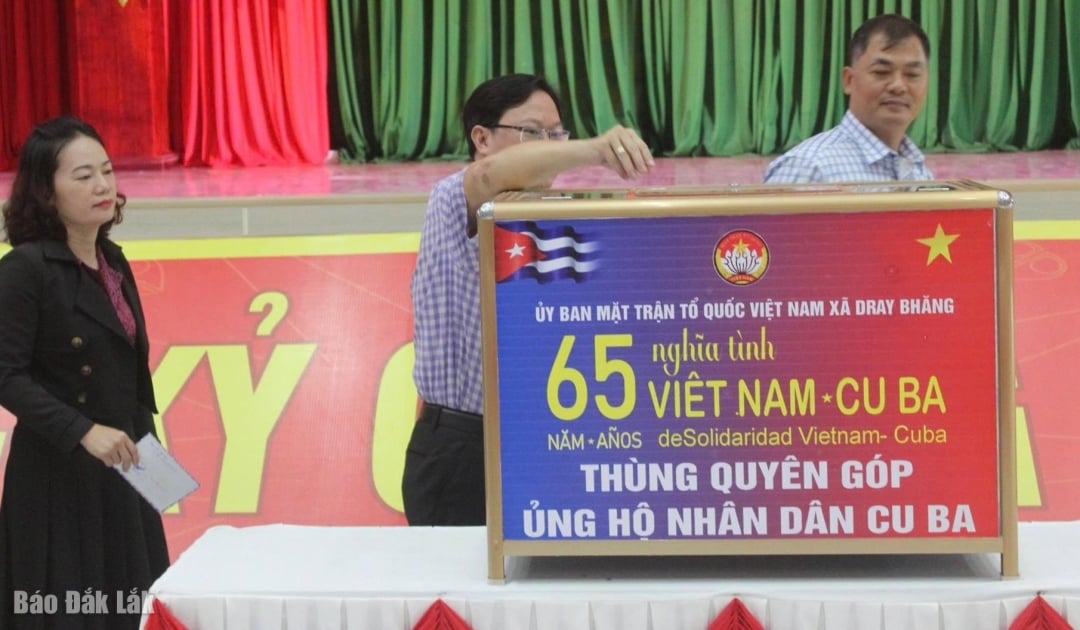 KỶ
ỦY BAN MẶT TRẬN TỔ QUỐC VIỆT NAM XÃ DRAY BHĂNG
65 nghĩa tình
VIỆT NAM ★ CU BA
NĂM ★ AÑOS deSolidaridad Vietnam- Cuba
THÙNG QUYÊN GÓP
ỦNG HỘ NHÂN DÂN CU BA
Báo Đắk Lắk